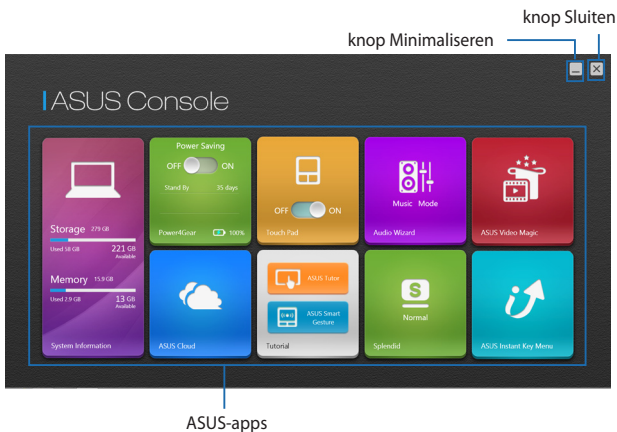 knop Sluiten
knop Minimaliseren
ASUS Console
Power Saving
OFF ON
Stand By 35 days
Power4Gear 100%
OFF ON
Touch Pad
Music Mode
Audio Wizard
ASUS Video Magic
Storage 279 GB
Used 58 GB 221 GB
Available
Memory 15.9 GB
Used 2.9 GB 13 GB
Available
System Information
ASUS Cloud
ASUS Tutor
ASUS Smart
Gesture
Tutorial
S
Normal
Splendid
ASUS Instant Key Menu
ASUS-apps